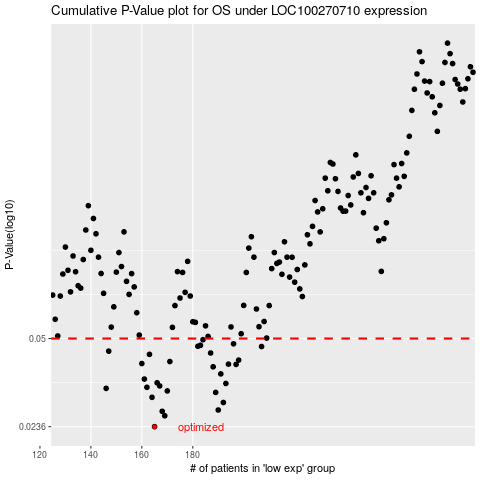 Cumulative P-Value plot for OS under LOC100270710 expression
P-Value(log10)
0.05
0.0236
optimized
120 140 160 180
# of patients in 'low exp' group